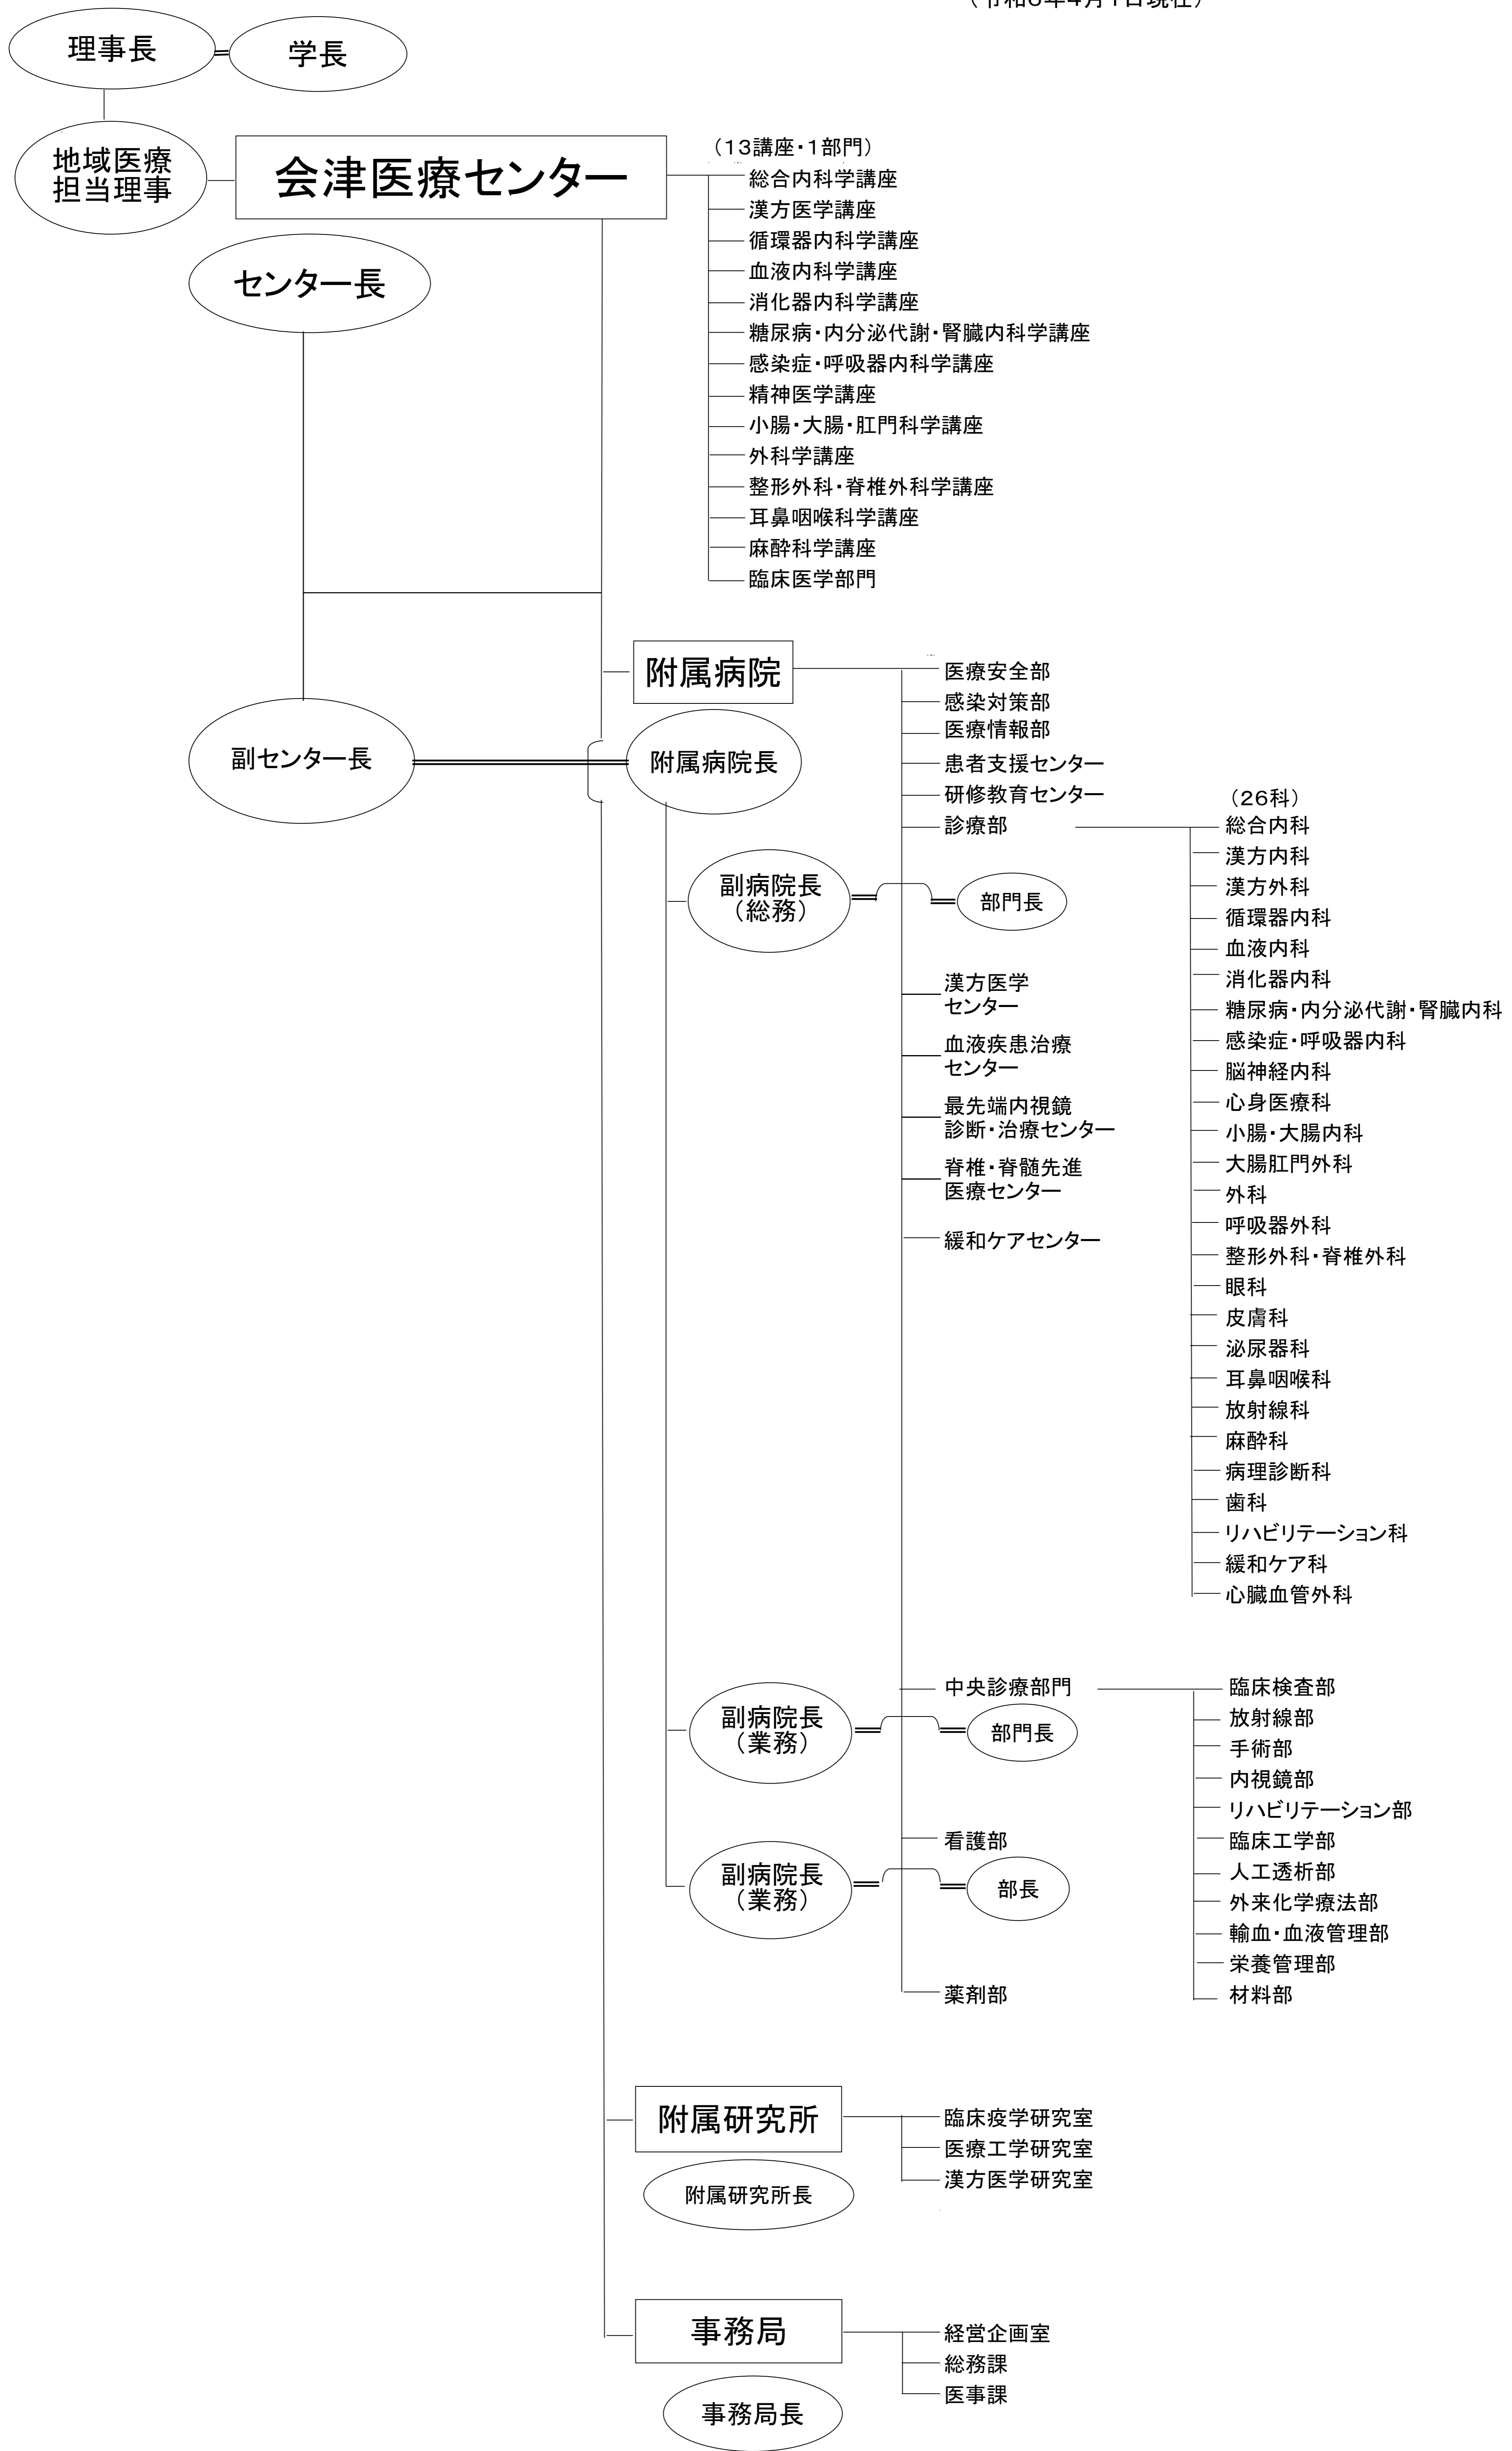 理事長
学長
地域医療
担当理事
会津医療センター
センター長
副センター長
（13講座・1部門）
総合内科学講座
漢方医学講座
循環器内科学講座
血液内科学講座
消化器内科学講座
糖尿病・内分泌代謝・腎臓内科学講座
感染症・呼吸器内科学講座
精神医学講座
小腸・大腸・肛門科学講座
外科学講座
整形外科・脊椎外科学講座
耳鼻咽喉科学講座
麻酔科学講座
臨床医学部門
附属病院
附属病院長
医療安全部
感染対策部
医療情報部
患者支援センター
研修教育センター
診療部
副病院長
（総務）
部門長
漢方医学
センター
血液疾患治療
センター
最先端内視鏡
診断・治療センター
脊椎・脊髄先進
医療センター
緩和ケアセンター
（26科）
総合内科
漢方内科
漢方外科
循環器内科
血液内科
消化器内科
糖尿病・内分泌代謝・腎臓内科
感染症・呼吸器内科
脳神経内科
心身医療科
小腸・大腸内科
大腸肛門外科
外科
呼吸器外科
整形外科・脊椎外科
眼科
皮膚科
泌尿器科
耳鼻咽喉科
放射線科
麻酔科
病理診断科
歯科
リハビリテーション科
緩和ケア科
心臓血管外科
中央診療部門
副病院長
（業務）
部門長
臨床検査部
放射線部
手術部
内視鏡部
リハビリテーション部
臨床工学部
人工透析部
外来化学療法部
輸血・血液管理部
栄養管理部
材料部
看護部
副病院長
（業務）
部長
薬剤部
附属研究所
附属研究所長
臨床疫学研究室
医療工学研究室
漢方医学研究室
事務局
事務局長
経営企画室
総務課
医事課